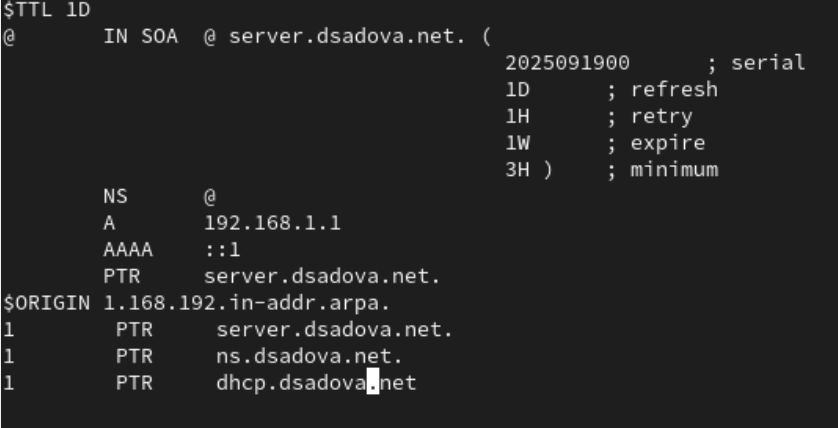 $TTL 1D
@ IN SOA @ server.dsadova.net. (
2025091900 ; serial
1D ; refresh
1H ; retry
1W ; expire
3H ) ; minimum
NS @
A 192.168.1.1
AAAA ::1
PTR server.dsadova.net.
$ORIGIN 1.168.192.in-addr.arpa.
1 PTR server.dsadova.net.
1 PTR ns.dsadova.net.
1 PTR dhcp.dsadova.net